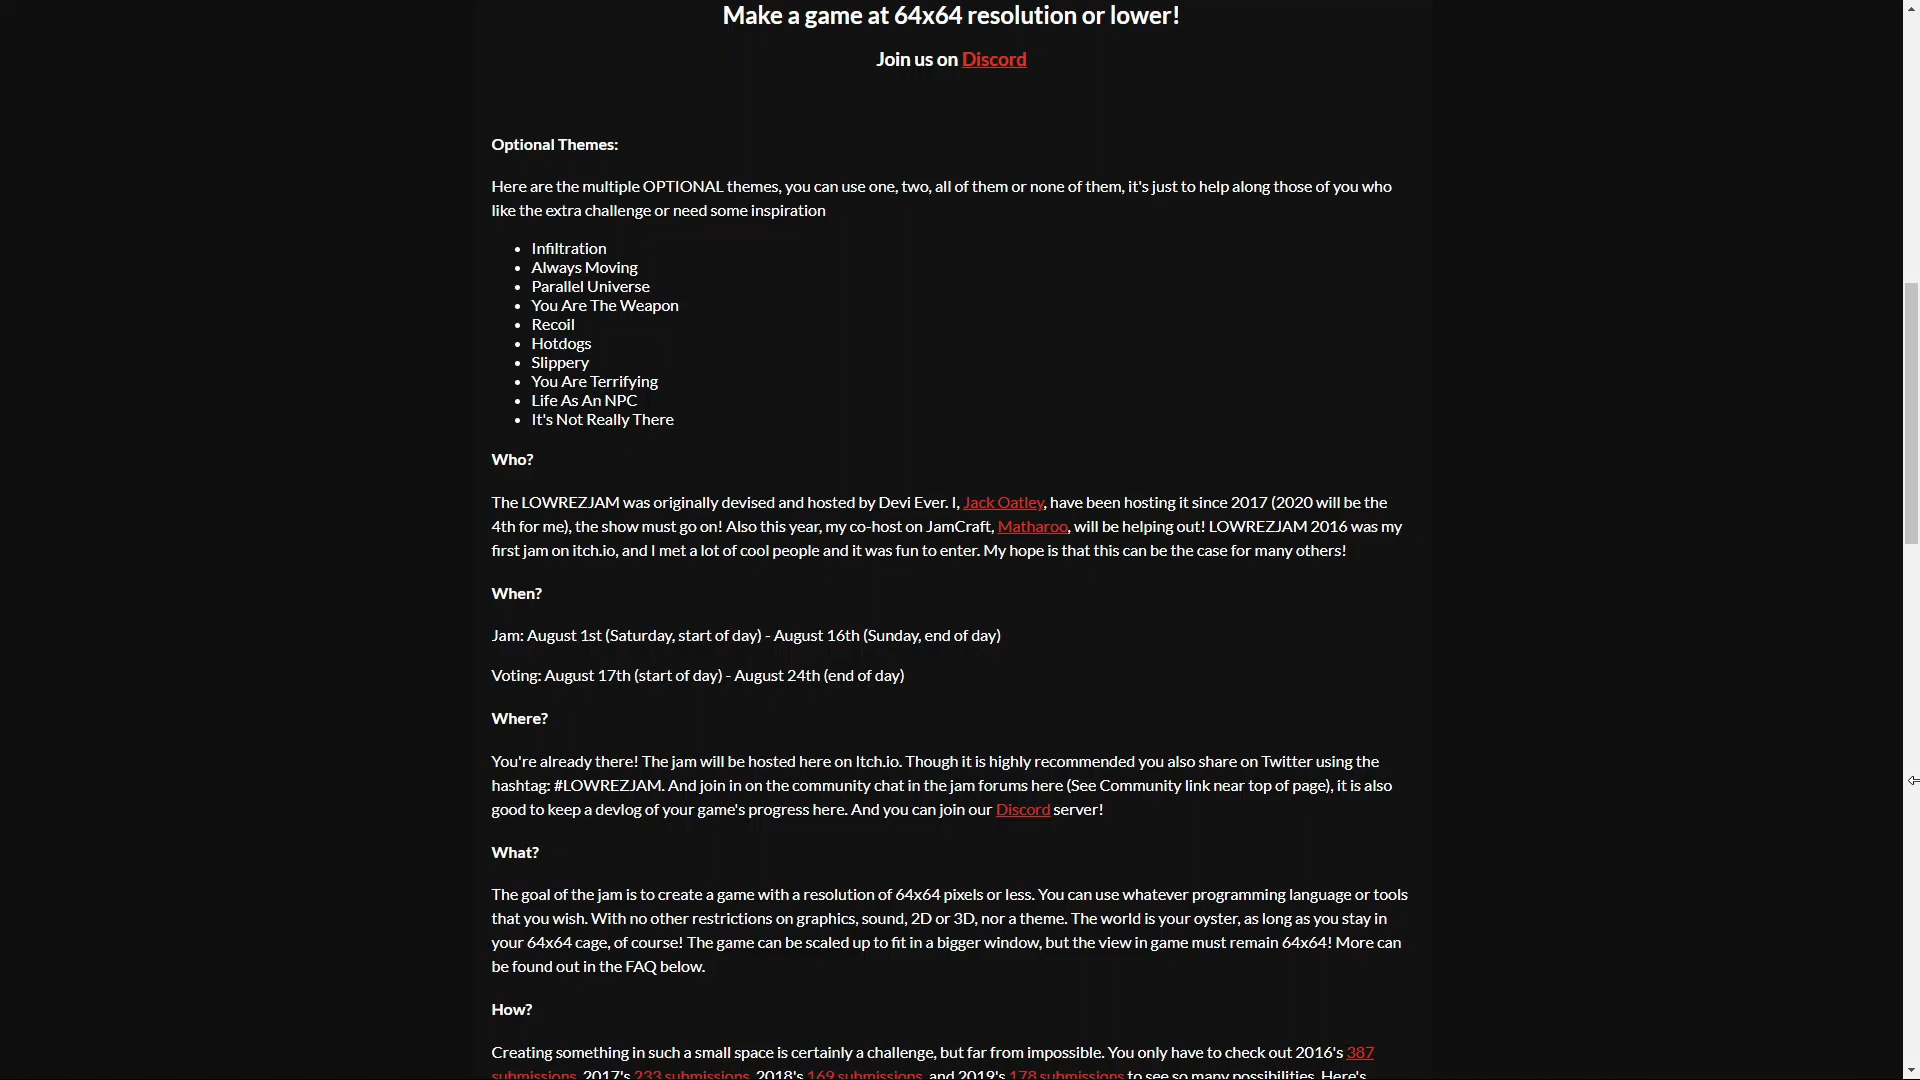 Make a game at 64x64 resolution or lower!
Join us on Discord
Optional Themes:
Here are the multiple OPTIONAL themes, you can use one, two, all of them or none of them, it's just to help along those of you who
like the extra challenge or need some inspiration
• Infiltration
• Always Moving
• Parallel Universe
• You Are The Weapon
• Recoil
• Hotdogs
• Slippery
• You Are Terrifying
• Life As An NPC
• It's Not Really There
Who?
The LOWREZJAM was originally devised and hosted by Devi Ever. I, Jack Oatley, have been hosting it since 2017 (2020 will be the
4th for me), the show must go on! Also this year, my co-host on JamCraft, Matharoo, will be helping out! LOWREZJAM 2016 was my
first jam on itch.io, and I met a lot of cool people and it was fun to enter. My hope is that this can be the case for many others!
When?
Jam: August 1st (Saturday, start of day) - August 16th (Sunday, end of day)
Voting: August 17th (start of day) - August 24th (end of day)
Where?
You're already there! The jam will be hosted here on Itch.io. Though it is highly recommended you also share on Twitter using the
hashtag: #LOWREZJAM. And join in on the community chat in the jam forums here (See Community link near top of page), it is also
good to keep a devlog of your game's progress here. And you can join our Discord server!
What?
The goal of the jam is to create a game with a resolution of 64x64 pixels or less. You can use whatever programming language or tools
that you wish. With no other restrictions on graphics, sound, 2D or 3D, nor a theme. The world is your oyster, as long as you stay in
your 64x64 cage, of course! The game can be scaled up to fit in a bigger window, but the view in game must remain 64x64! More can
be found out in the FAQ below.
How?
Creating something in such a small space is certainly a challenge, but far from impossible. You only have to check out 2016's 387
submissions, 2017's 233 submissions, 2018's 169 submissions, and 2019's 178 submissions to see so many possibilities. Here's